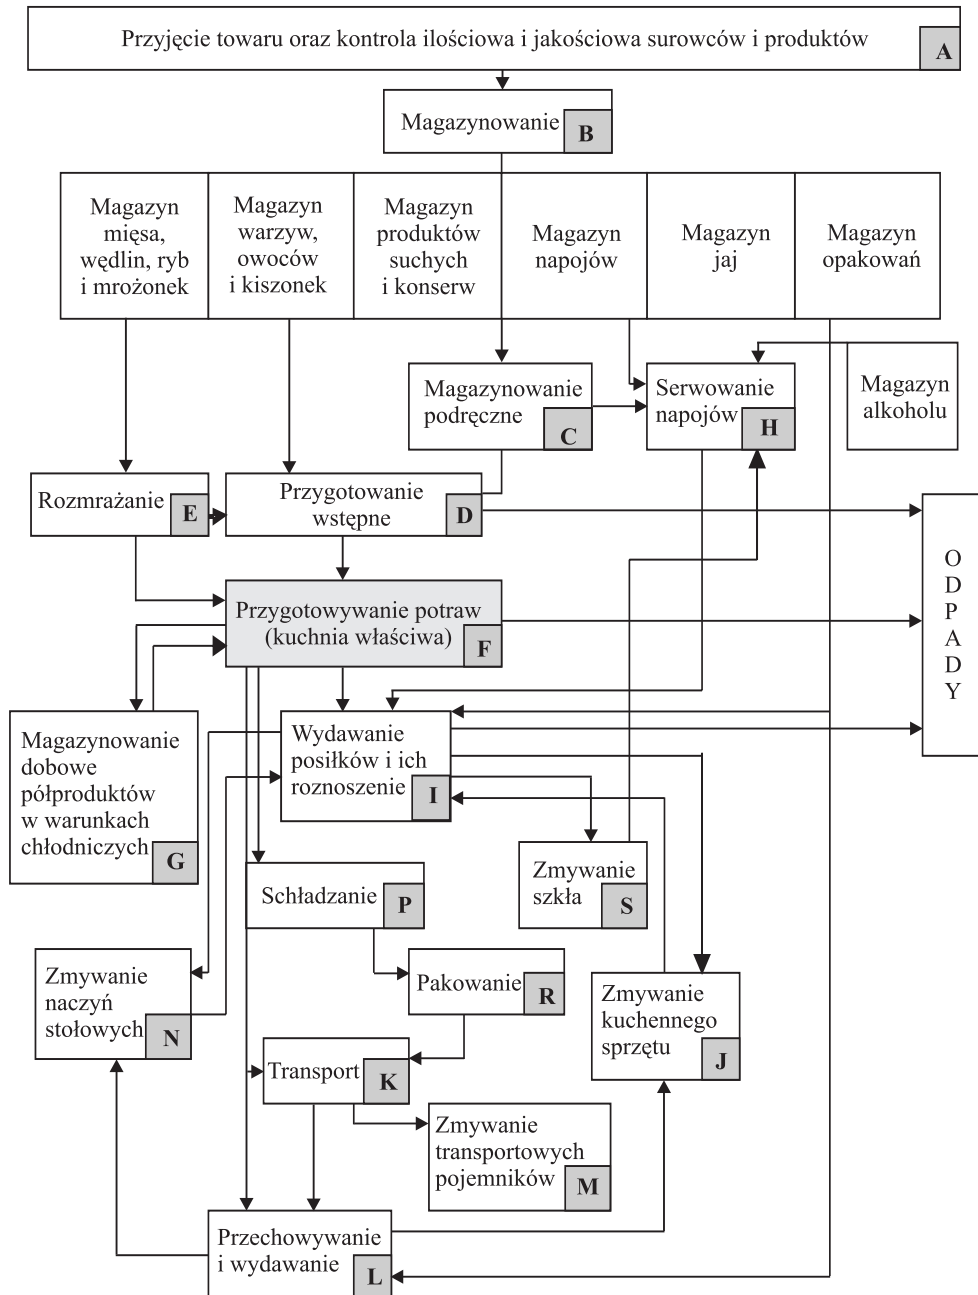 Przyjęcie towaru oraz kontrola ilościowa i jakościowa surowców i produktów
A
Magazynowanie
B
Magazyn
mięsa,
wędlin, ryb
i mrożonek
Magazyn
warzyw,
owoców
i kiszonek
Magazyn
produktów
suchych
i konserw
Magazyn
napojów
Magazyn
jaj
Magazyn
opakowań
Magazynowanie
podręczne
C
Serwowanie
napojów
H
Magazyn
alkoholu
Rozmrażanie
E
Przygotowanie
wstępne
D
O
D
P
A
D
Y
Przygotowywanie potraw
(kuchnia właściwa)
F
Magazynowanie
dobowe
półproduktów
w warunkach
chłodniczych
G
Wydawanie
posiłków i ich
roznoszenie
I
Zmywanie
szkła
S
Schładzanie
P
Zmywanie
naczyń
stołowych
N
Pakowanie
R
Zmywanie
kuchennego
sprzętu
J
Transport
K
Zmywanie
transportowych
pojemników
M
Przechowywanie
i wydawanie
L